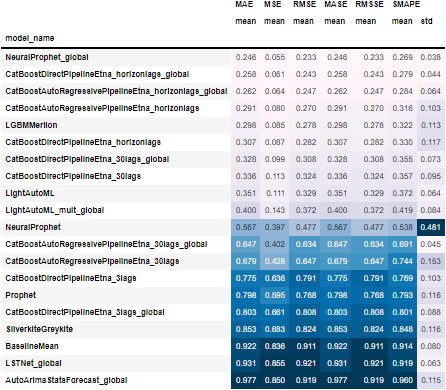 MAE MSE RMSE MASE RMSSE SMAPE
mean mean mean mean mean mean std
model_name
NeuralProphet_global 0.246 0.055 0.233 0.246 0.233 0.269 0.038
CatBoostDirectPipelineEtna_horizonlags_global 0.258 0.061 0.243 0.258 0.243 0.279 0.044
CatBoostAutoRegressivePipelineEtna_horizonlags_global 0.262 0.064 0.247 0.262 0.247 0.284 0.064
CatBoostAutoRegressivePipelineEtna_horizonlags 0.291 0.080 0.270 0.291 0.270 0.316 0.103
LGBMMerlion 0.298 0.085 0.278 0.298 0.278 0.322 0.113
CatBoostDirectPipelineEtna_horizonlags 0.307 0.087 0.282 0.307 0.282 0.330 0.117
CatBoostDirectPipelineEtna_30lags_global 0.328 0.099 0.308 0.328 0.308 0.355 0.073
CatBoostDirectPipelineEtna_30lags 0.336 0.113 0.324 0.336 0.324 0.357 0.095
LightAutoML 0.351 0.111 0.329 0.351 0.329 0.372 0.064
LightAutoML_mult_global 0.400 0.143 0.372 0.400 0.372 0.419 0.084
NeuralProphet 0.567 0.397 0.477 0.567 0.477 0.538 0.481
CatBoostAutoRegressivePipelineEtna_30lags_global 0.647 0.402 0.634 0.647 0.634 0.691 0.045
CatBoostAutoRegressivePipelineEtna_30lags 0.679 0.428 0.647 0.679 0.647 0.744 0.153
CatBoostDirectPipelineEtna_3lags 0.775 0.636 0.791 0.775 0.791 0.769 0.103
Prophet 0.798 0.595 0.768 0.798 0.768 0.793 0.116
CatBoostDirectPipelineEtna_3lags_global 0.803 0.661 0.808 0.803 0.808 0.801 0.088
SilverkiteGreykite 0.853 0.683 0.824 0.853 0.824 0.848 0.116
BaselineMean 0.922 0.836 0.911 0.922 0.911 0.914 0.080
LSTNet_global 0.931 0.855 0.921 0.931 0.921 0.919 0.063
AutoArimaStatsForecast_global 0.977 0.850 0.919 0.977 0.919 0.960 0.115